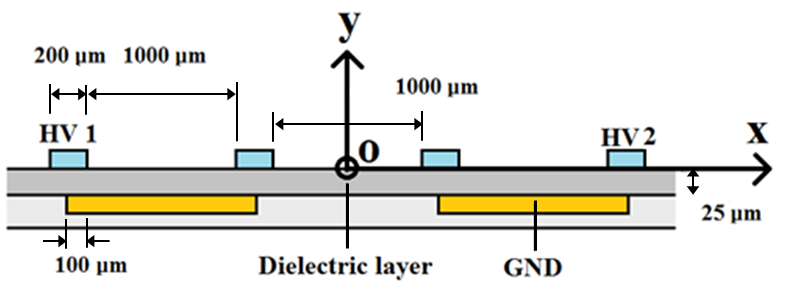 y
200 µm 1000 µm
1000 µm
HV 1
HV 2
X
O
25 µm
100 µm
Dielectric layer
GND